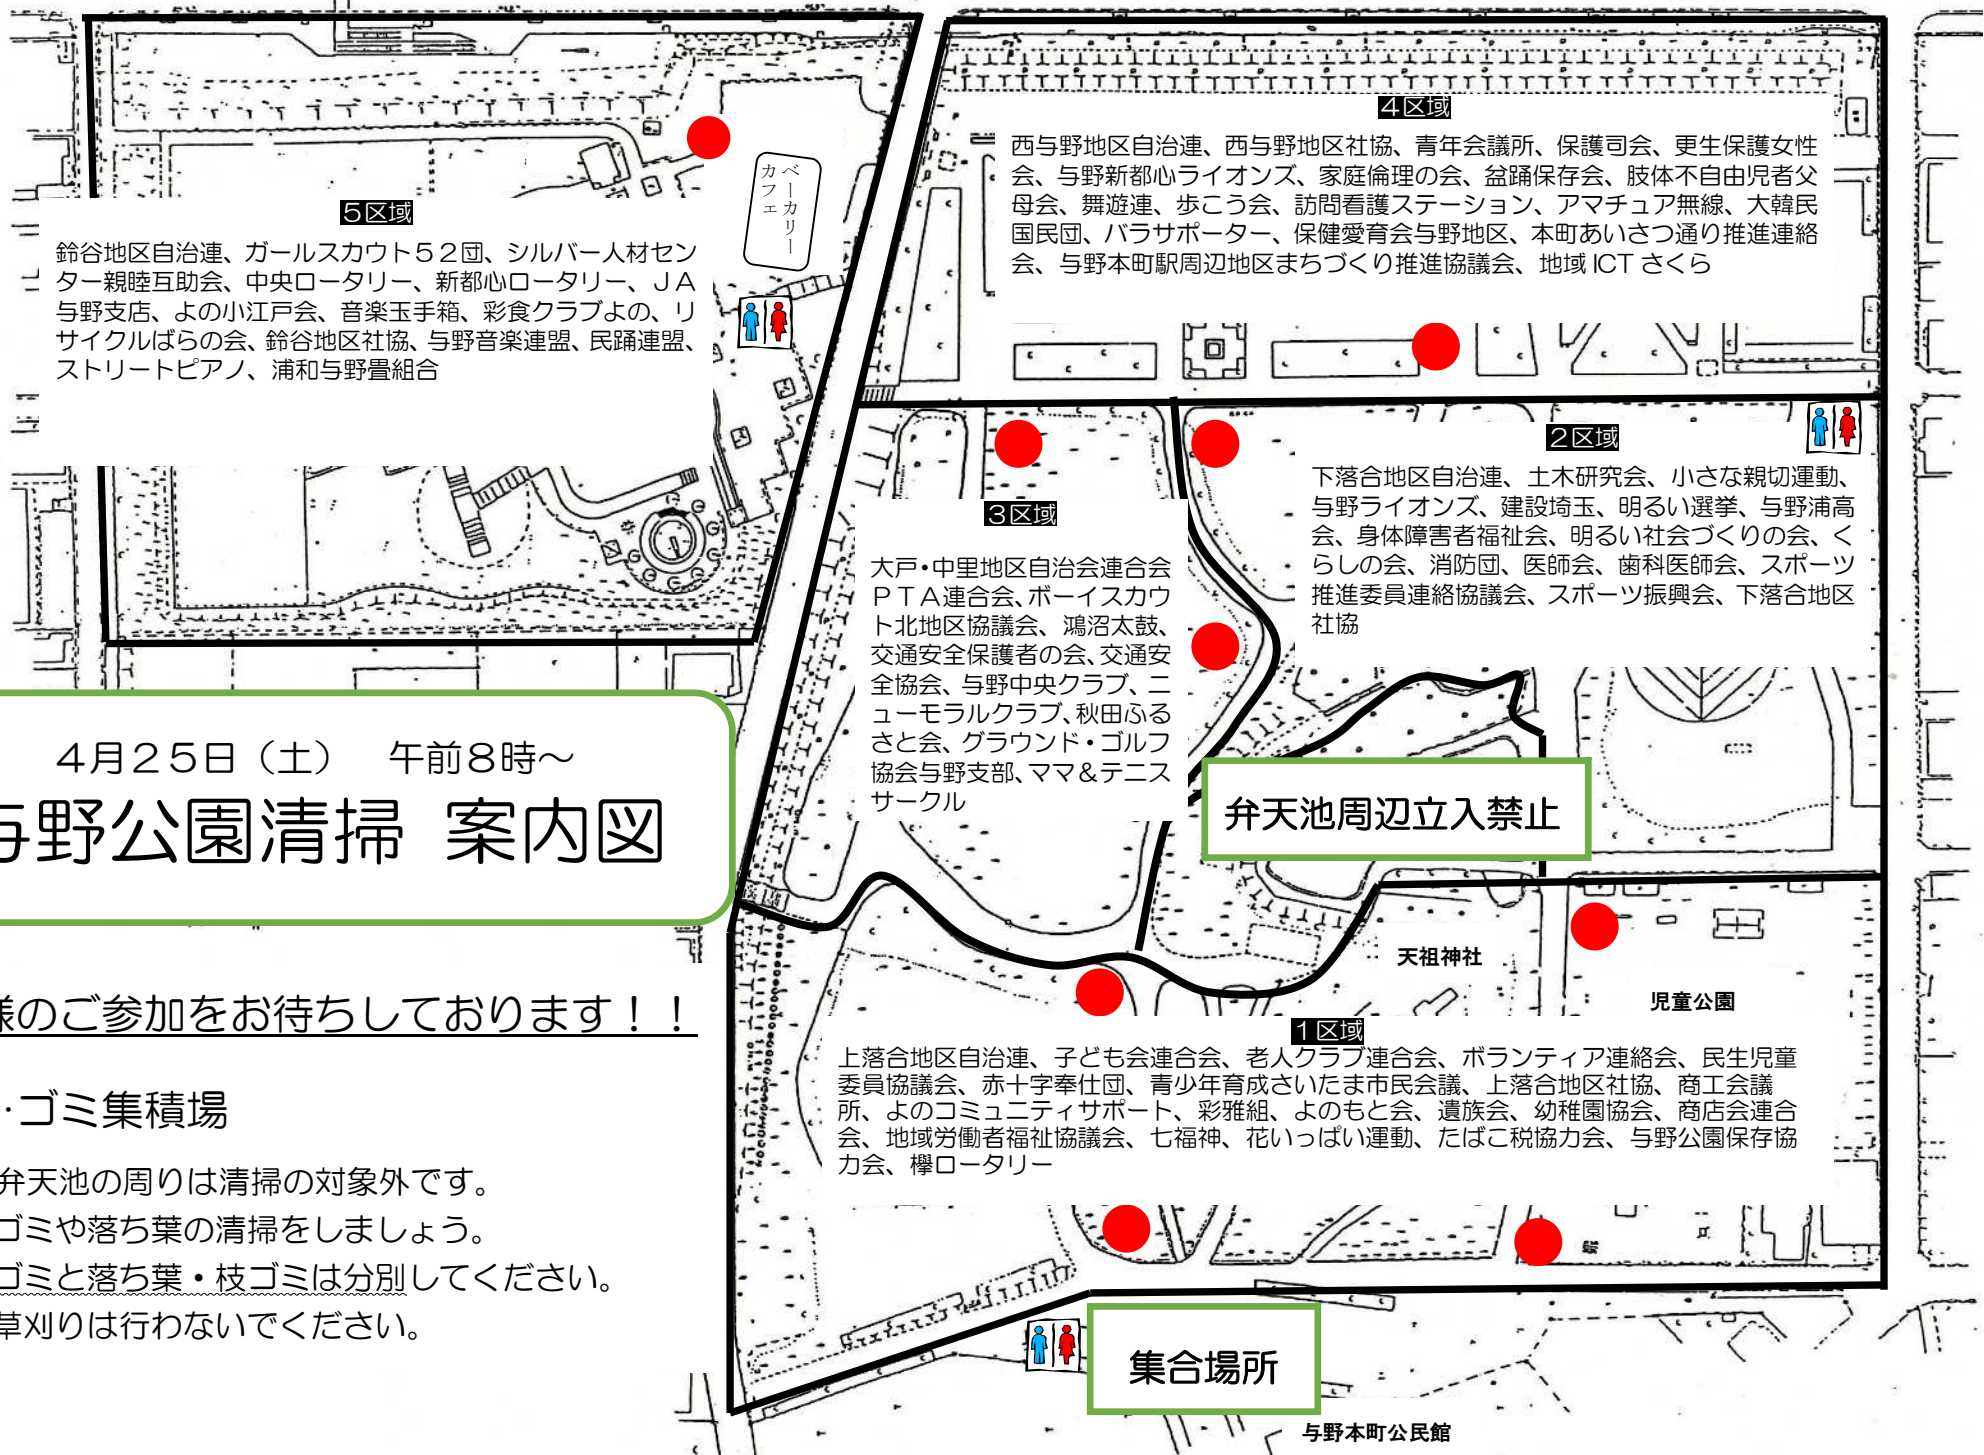 4区域
西与野地区自治連、西与野地区社協、青年会議所、保護司会、更生保護女性
会、与野新都心ライオンズ、家庭倫理の会、盆踊保存会、肢体不自由児者父
母会、舞遊連、歩こう会、訪問看護ステーション、アマチュア無線、大韓民
国民団、バラサポーター、保健愛育会与野地区、本町あいさつ通り推進連絡
会、与野本町駅周辺地区まちづくり推進協議会、地域 ICT さくら
ベーカリー
カフェ
5区域
鈴谷地区自治連、ガールスカウト５２団、シルバー人材セン
ター親睦互助会、中央ロータリー、新都心ロータリー、ＪＡ
与野支店、よの小江戸会、音楽玉手箱、彩食クラブよの、リ
サイクルばらの会、鈴谷地区社協、与野音楽連盟、民踊連盟、
ストリートピアノ、浦和与野畳組合
2区域
下落合地区自治連、土木研究会、小さな親切運動、
与野ライオンズ、建設埼玉、明るい選挙、与野浦高
会、身体障害者福祉会、明るい社会づくりの会、く
らしの会、消防団、医師会、歯科医師会、スポーツ
推進委員連絡協議会、スポーツ振興会、下落合地区
社協
3区域
大戸・中里地区自治会連合会
ＰＴＡ連合会、ボーイスカウ
ト北地区協議会、鴻沼太鼓、
交通安全保護者の会、交通安
全協会、与野中央クラブ、ニ
ューモラルクラブ、秋田ふる
さと会、グラウンド・ゴルフ
協会与野支部、ママ＆テニス
サークル
４月２５日（土）　午前８時～
与野公園清掃 案内図
弁天池周辺立入禁止
天祖神社
児童公園
様のご参加をお待ちしております！！
1区域
上落合地区自治連、子ども会連合会、老人クラブ連合会、ボランティア連絡会、民生児童
委員協議会、赤十字奉仕団、青少年育成さいたま市民会議、上落合地区社協、商工会議
所、よのコミュニティサポート、彩雅組、よのもと会、遺族会、幼稚園協会、商店会連合
会、地域労働者福祉協議会、七福神、花いっぱい運動、たばこ税協力会、与野公園保存協
力会、欅ロータリー
・ゴミ集積場
弁天池の周りは清掃の対象外です。
ゴミや落ち葉の清掃をしましょう。
ゴミと落ち葉・枝ゴミは分別してください。
草刈りは行わないでください。
集合場所
与野本町公民館